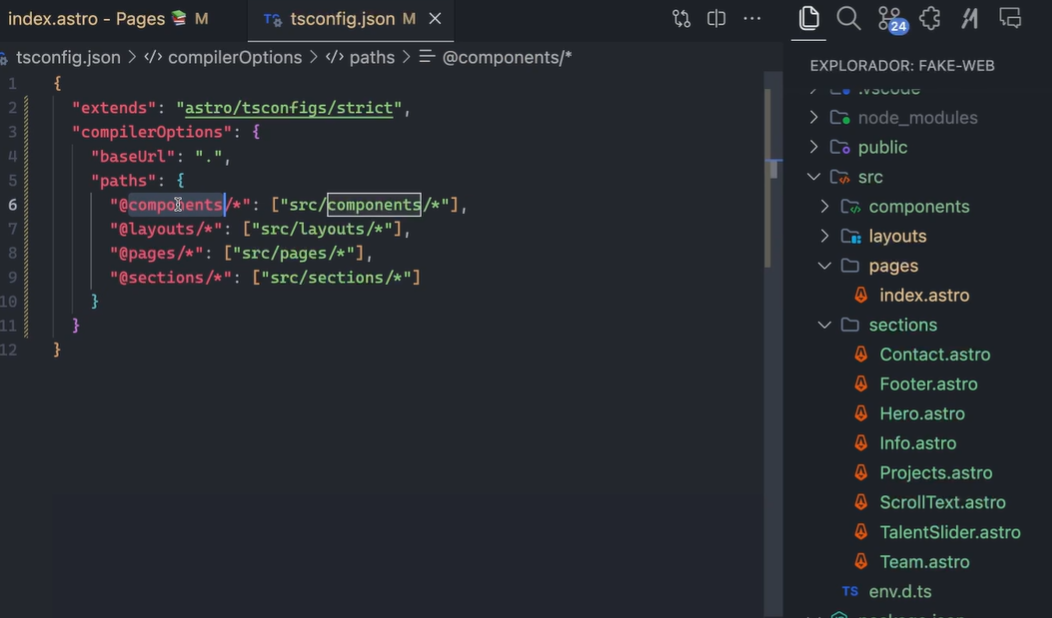 index.astro - Pages 📚 M
tsconfig.json M
tsconfig.json > compilerOptions > paths > @components/*
1 {
2 "extends": "astro/tsconfigs/strict",
3 "compilerOptions": {
4 "baseUrl": ".",
5 "paths": {
6 "@components/*": ["src/components/*"],
7 "@layouts/*": ["src/layouts/*"],
8 "@pages/*": ["src/pages/*"],
9 "@sections/*": ["src/sections/*"]
10 }
11 }
12 }
24
EXPLORADOR: FAKE-WEB
.vscode
node_modules
public
src
components
layouts
pages
index.astro
sections
Contact.astro
Footer.astro
Hero.astro
Info.astro
Projects.astro
ScrollText.astro
TalentSlider.astro
Team.astro
TS env.d.ts